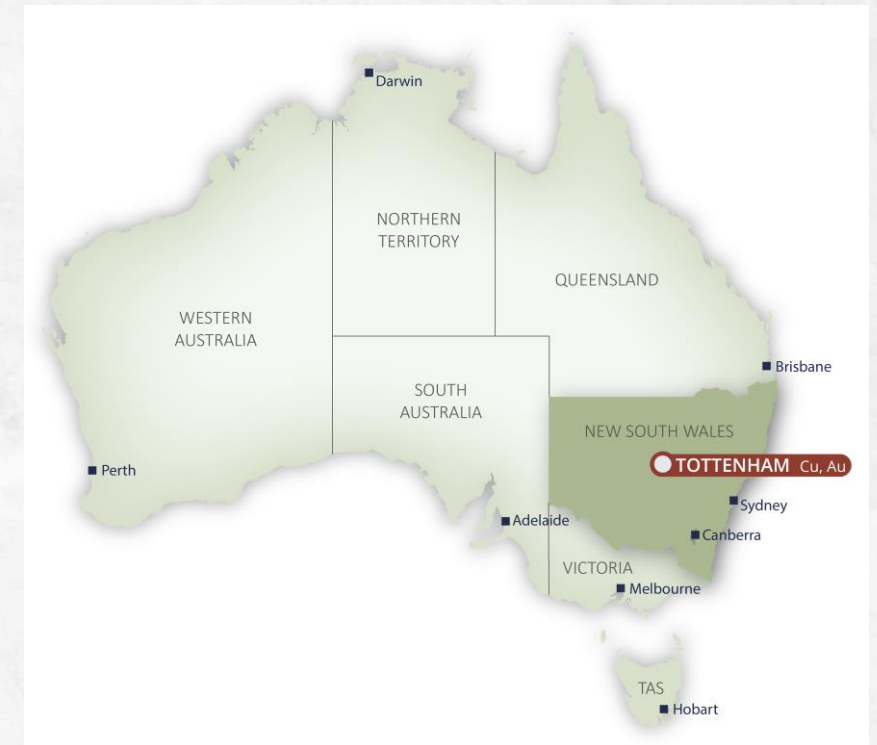 Darwin
NORTHERN
TERRITORY
QUEENSLAND
WESTERN
AUSTRALIA
Brisbane
SOUTH
AUSTRALIA
NEW SOUTH WALES
TOTTENHAM Cu, Au
Perth
Sydney
Adelaide
Canberra
VICTORIA
Melbourne
TAS
Hobart